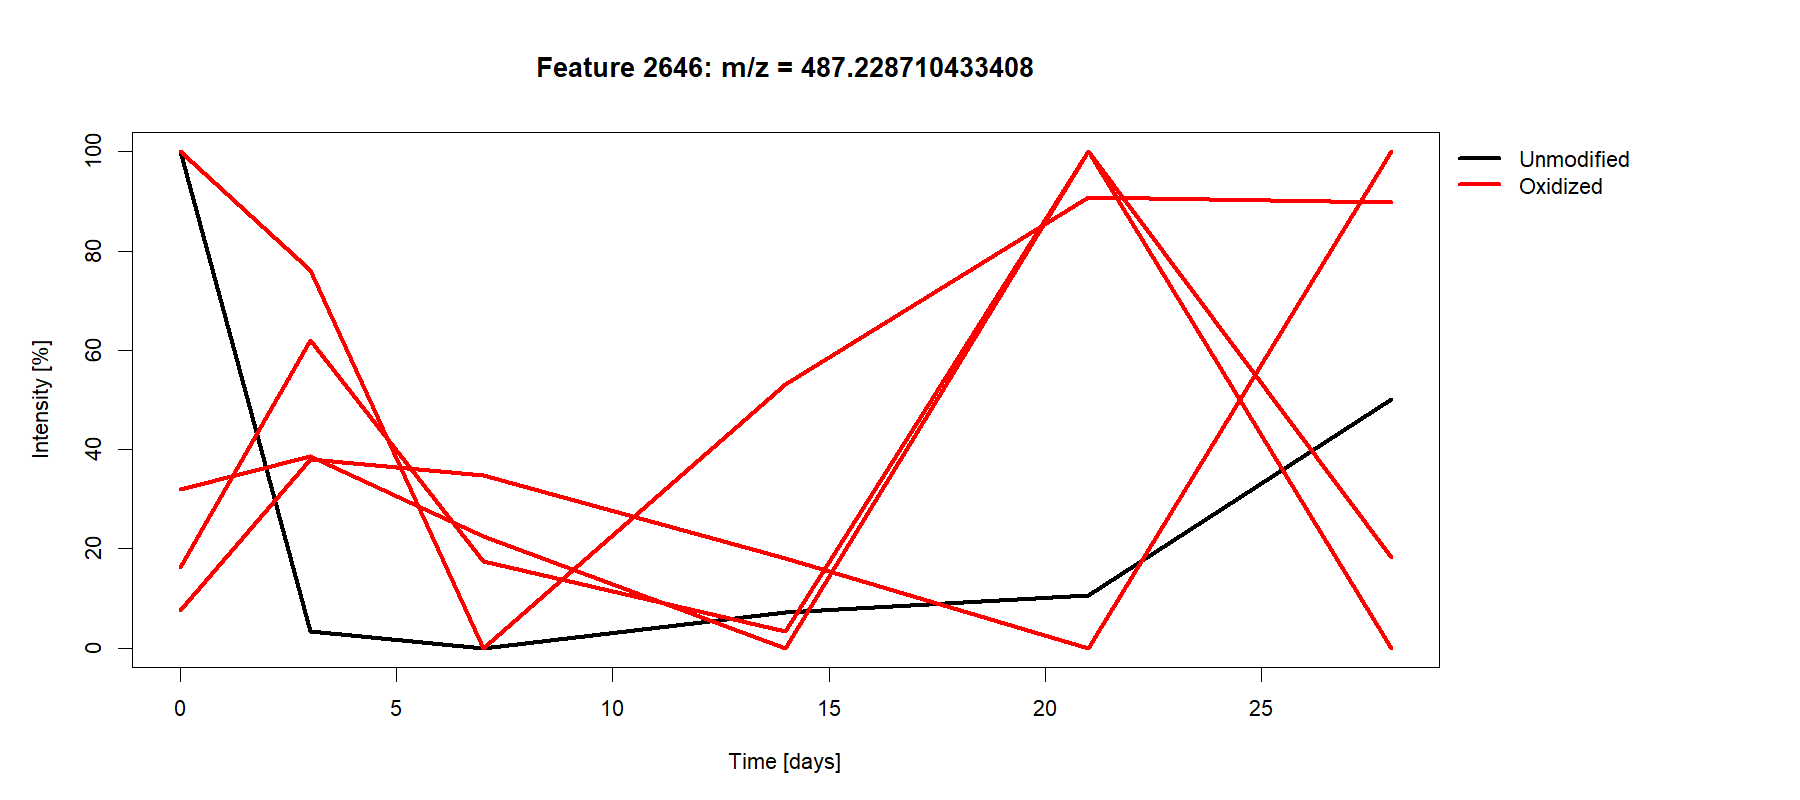 Feature 2646: m/z = 487.228710433408
Unmodified
Oxidized
100
80
60
40
20
0
Intensity [%]
0 5 10 15 20 25
Time [days]